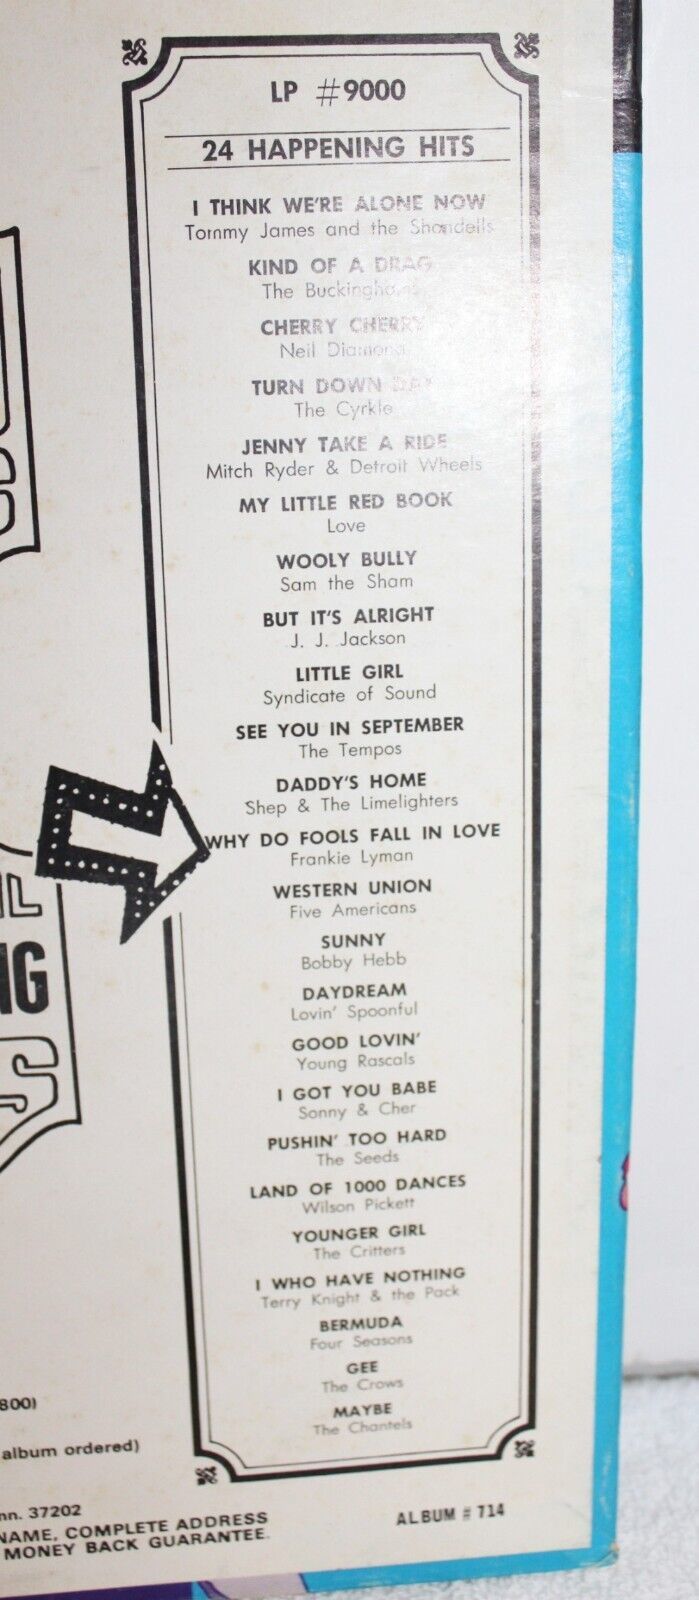 LP #9000
24 HAPPENING HITS
I THINK WE'RE ALONE NOW
Tommy James and the Shondells
KIND OF A DRAG
The Buckinghams
CHERRY CHERRY
Neil Diamond
TURN DOWN DAY
The Cyrkle
JENNY TAKE A RIDE
Mitch Ryder & Detroit Wheels
MY LITTLE RED BOOK
Love
WOOLY BULLY
Sam the Sham
BUT IT'S ALRIGHT
J. J. Jackson
LITTLE GIRL
Syndicate of Sound
SEE YOU IN SEPTEMBER
The Tempos
DADDY'S HOME
Shep & The Limelighters
WHY DO FOOLS FALL IN LOVE
Frankie Lyman
WESTERN UNION
Five Americans
SUNNY
Bobby Hebb
DAYDREAM
Lovin' Spoonful
GOOD LOVIN'
Young Rascals
I GOT YOU BABE
Sonny & Cher
PUSHIN' TOO HARD
The Seeds
LAND OF 1000 DANCES
Wilson Pickett
YOUNGER GIRL
The Critters
I WHO HAVE NOTHING
Terry Knight & the Pack
BERMUDA
Four Seasons
GEE
The Crows
MAYBE
The Chantels
800)
album ordered)
nn. 37202
NAME, COMPLETE ADDRESS
MONEY BACK GUARANTEE.
ALBUM # 714